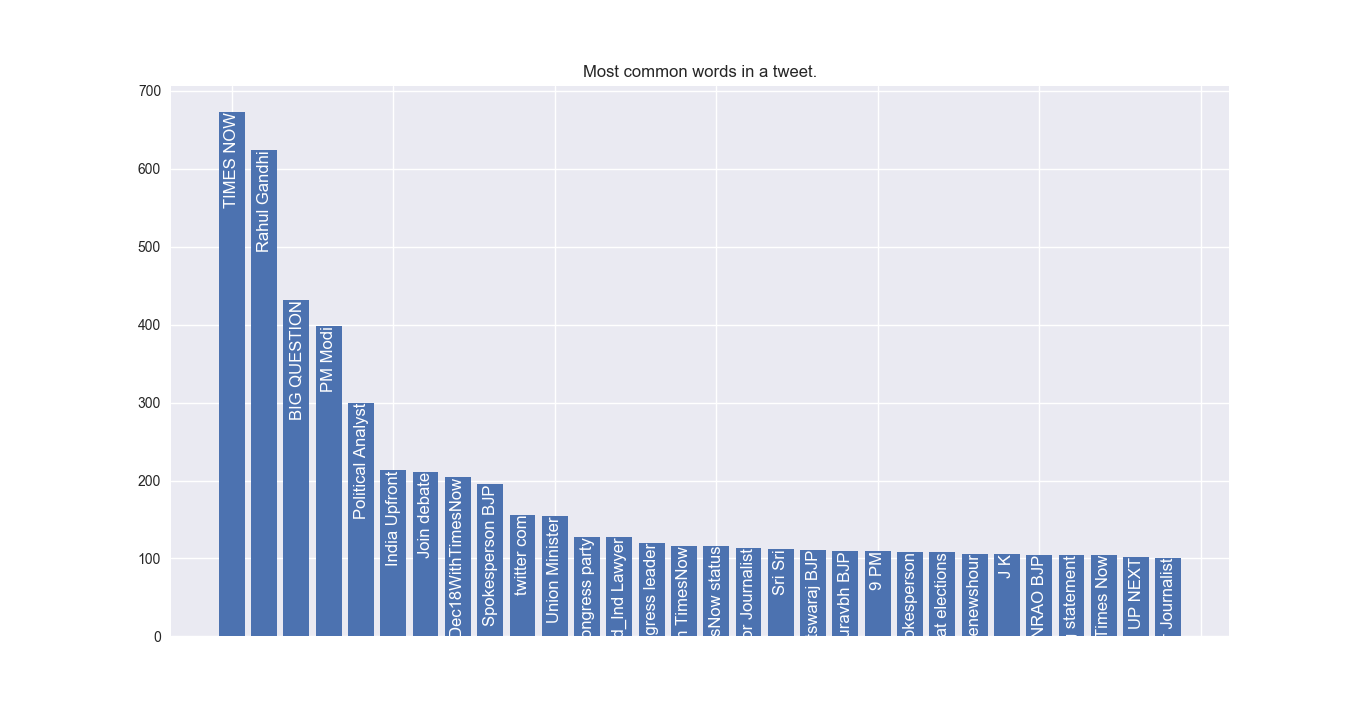 Most common words in a tweet.
700
600
500
400
300
200
100
0
TIMES NOW
Rahul Gandhi
BIG QUESTION
PM Modi
Political Analyst
India Upfront
Join debate
Dec18WithTimesNow
Spokesperson BJP
twitter com
Union Minister
ongress party
d_Ind Lawyer
gress leader
TimesNow
sNow status
or Journalist
Sri Sri
swaraj BJP
uravbh BJP
9 PM
okesperson
at elections
enewshour
J K
NRAO BJP
statement
Times Now
UP NEXT
Journalist